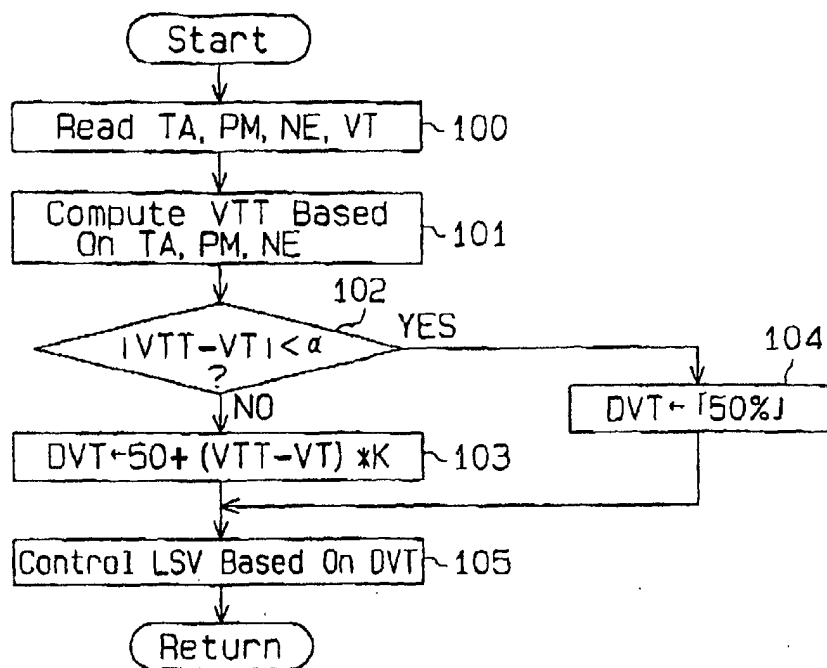 Start
Read TA, PM, NE, VT
100
Compute VTT Based
On TA, PM, NE
101
102
|VTT-VT|<α
?
YES
NO
104
DVT←「50%」
DVT←50+(VTT-VT)*K
103
Control LSV Based On DVT
105
Return